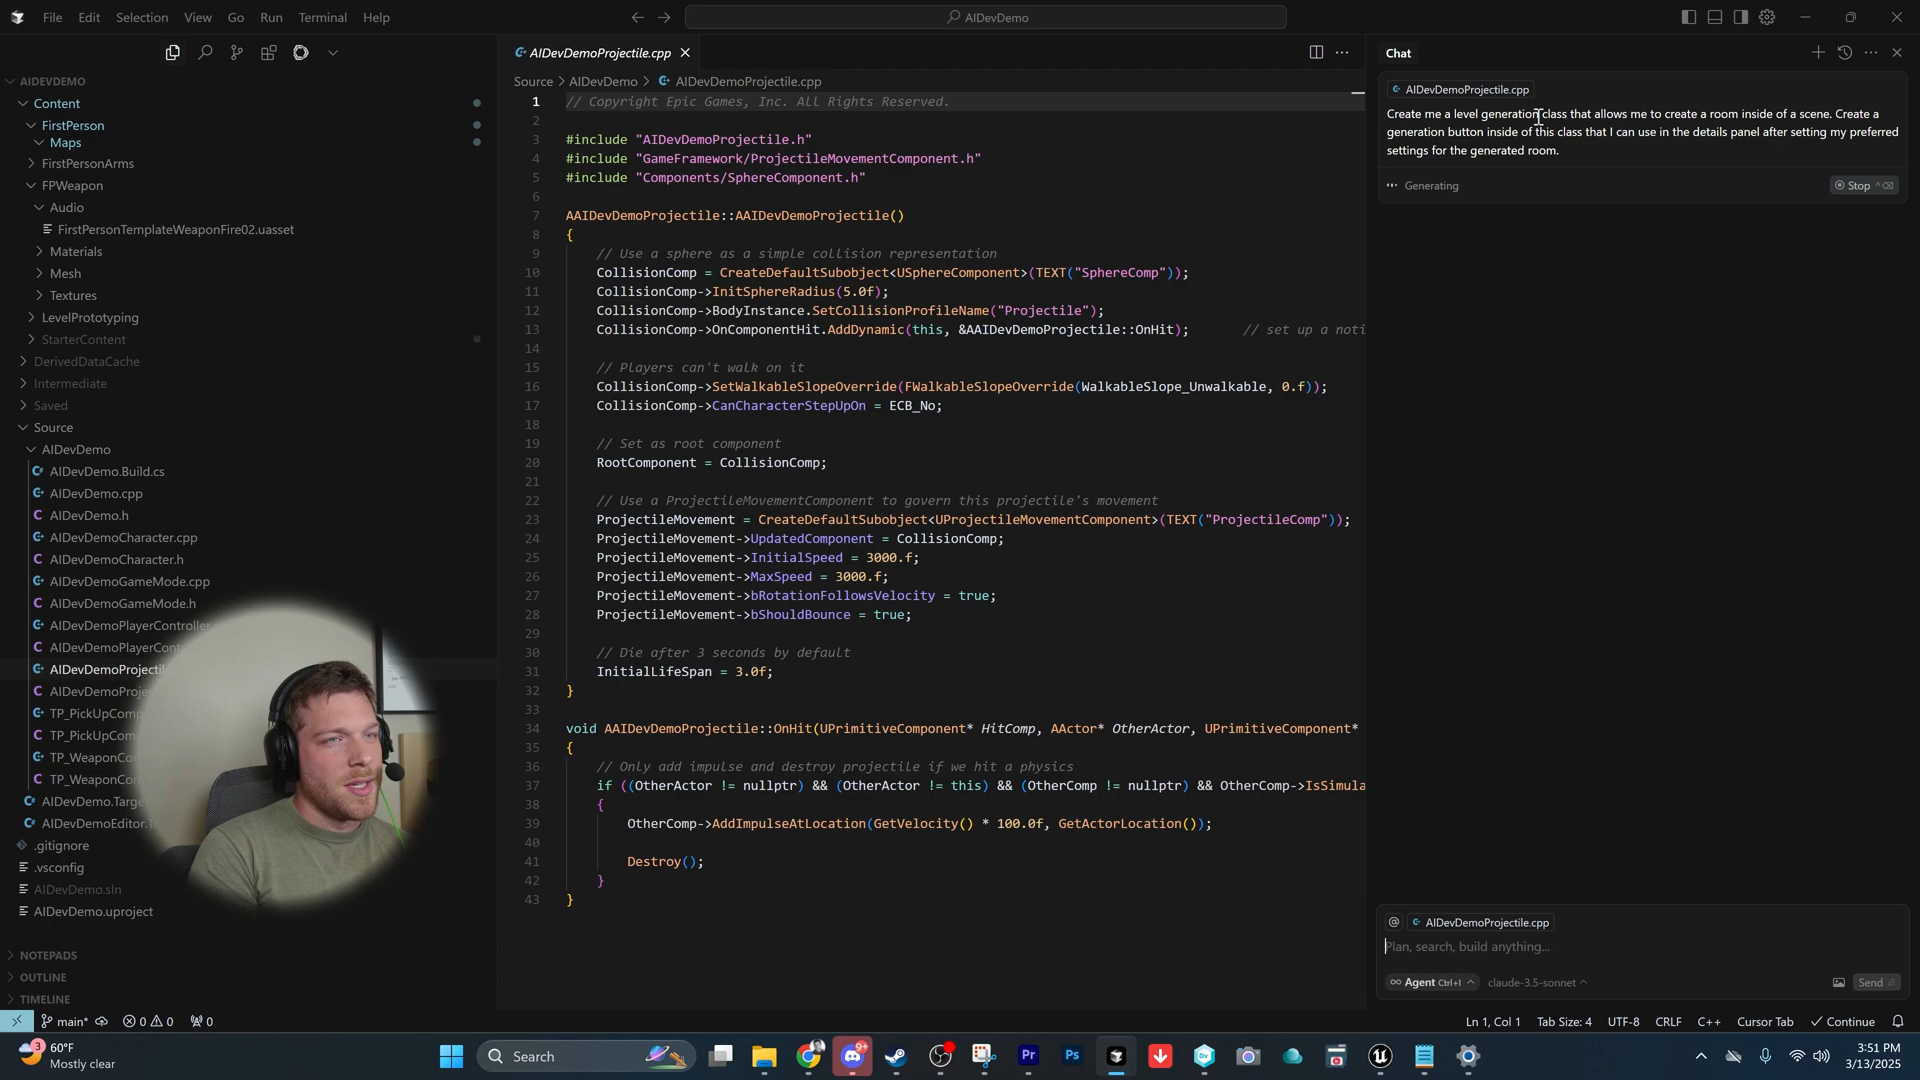 File Edit Selection View Go Run Terminal Help
AIDevDemo
AIDEVDEMO
Content
FirstPerson
Maps
FirstPersonArms
FPWeapon
Audio
FirstPersonTemplateWeaponFire02.uasset
Materials
Mesh
Textures
LevelPrototyping
StarterContent
DerivedDataCache
Intermediate
Saved
Source
AIDevDemo
AIDevDemo.Build.cs
AIDevDemo.cpp
AIDevDemo.h
AIDevDemoCharacter.cpp
AIDevDemoCharacter.h
AIDevDemoGameMode.cpp
AIDevDemoGameMode.h
AIDevDemoPlayerController
AIDevDemoPlayerCont
AIDevDemoProjectile
AIDevDemoProje
TP_PickUpComp
TP_PickUpComp
TP_WeaponCor
TP_WeaponCor
AIDevDemo.Targe
AIDevDemoEditor.T
.gitignore
.vsconfig
AIDevDemo.sln
AIDevDemo.uproject
NOTEPADS
OUTLINE
TIMELINE
AIDevDemoProjectile.cpp
Source > AIDevDemo > AIDevDemoProjectile.cpp
1 // Copyright Epic Games, Inc. All Rights Reserved.
2
3 #include "AIDevDemoProjectile.h"
4 #include "GameFramework/ProjectileMovementComponent.h"
5 #include "Components/SphereComponent.h"
6
7 AAIDevDemoProjectile::AAIDevDemoProjectile()
8 {
9 // Use a sphere as a simple collision representation
10 CollisionComp = CreateDefaultSubobject<USphereComponent>(TEXT("SphereComp"));
11 CollisionComp->InitSphereRadius(5.0f);
12 CollisionComp->BodyInstance.SetCollisionProfileName("Projectile");
13 CollisionComp->OnComponentHit.AddDynamic(this, &AAIDevDemoProjectile::OnHit); // set up a noti
14
15 // Players can't walk on it
16 CollisionComp->SetWalkableSlopeOverride(FWalkableSlopeOverride(WalkableSlope_Unwalkable, 0.f));
17 CollisionComp->CanCharacterStepUpOn = ECB_No;
18
19 // Set as root component
20 RootComponent = CollisionComp;
21
22 // Use a ProjectileMovementComponent to govern this projectile's movement
23 ProjectileMovement = CreateDefaultSubobject<UProjectileMovementComponent>(TEXT("ProjectileComp"));
24 ProjectileMovement->UpdatedComponent = CollisionComp;
25 ProjectileMovement->InitialSpeed = 3000.f;
26 ProjectileMovement->MaxSpeed = 3000.f;
27 ProjectileMovement->bRotationFollowsVelocity = true;
28 ProjectileMovement->bShouldBounce = true;
29
30 // Die after 3 seconds by default
31 InitialLifeSpan = 3.0f;
32 }
33
34 void AAIDevDemoProjectile::OnHit(UPrimitiveComponent* HitComp, AActor* OtherActor, UPrimitiveComponent*
35 {
36 // Only add impulse and destroy projectile if we hit a physics
37 if ((OtherActor != nullptr) && (OtherActor != this) && (OtherComp != nullptr) && OtherComp->IsSimula
38 {
39 OtherComp->AddImpulseAtLocation(GetVelocity() * 100.0f, GetActorLocation());
40
41 Destroy();
42 }
43 }
Chat
AIDevDemoProjectile.cpp
Create me a level generation class that allows me to create a room inside of a scene. Create a
generation button inside of this class that I can use in the details panel after setting my preferred
settings for the generated room.
Generating
Stop
@ AIDevDemoProjectile.cpp
Plan, search, build anything...
Agent Ctrl+I claude-3.5-sonnet Send
main* 0 0 0
Ln 1, Col 1 Tab Size: 4 UTF-8 CRLF C++ Cursor Tab Continue
3 60°F
Mostly clear
Search
9+
3:51 PM
3/13/2025